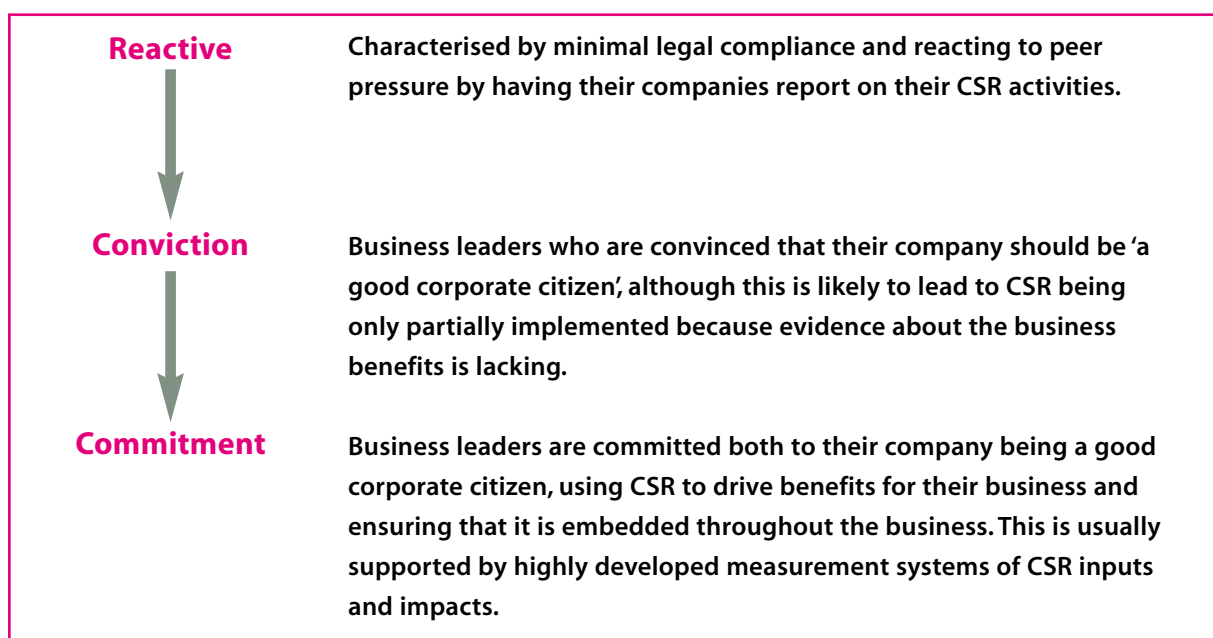 Reactive
Characterised by minimal legal compliance and reacting to peer
pressure by having their companies report on their CSR activities.
Conviction
Business leaders who are convinced that their company should be ‘a
good corporate citizen’, although this is likely to lead to CSR being
only partially implemented because evidence about the business
benefits is lacking.
Commitment
Business leaders are committed both to their company being a good
corporate citizen, using CSR to drive benefits for their business and
ensuring that it is embedded throughout the business. This is usually
supported by highly developed measurement systems of CSR inputs
and impacts.